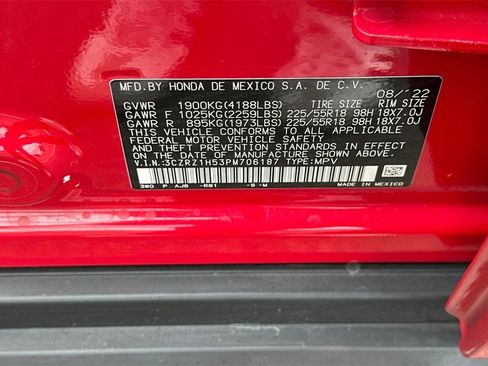 MFD.BY HONDA DE MEXICO S.A. DE C.V. 08/'22
GVWR 1900KG(4188LBS) TIRE SIZE RIM SIZE
GAWR F 1025KG(2259LBS) 225/55R18 98H 18X7.0J
GAWR R 895KG(1973LBS) 225/55R18 98H 18X7.0J
THIS VEHICLE CONFORMS TO ALL APPLICABLE
FEDERAL MOTOR VEHICLE SAFETY
AND THEFT PREVENTION STANDARDS IN EFFECT
ON THE DATE OF MANUFACTURE SHOWN ABOVE.
V.I.N.:3CZRZ1H53PM706187 TYPE:MPV
3W0 P AJ6 -R81 -S-M MADE IN MEXICO